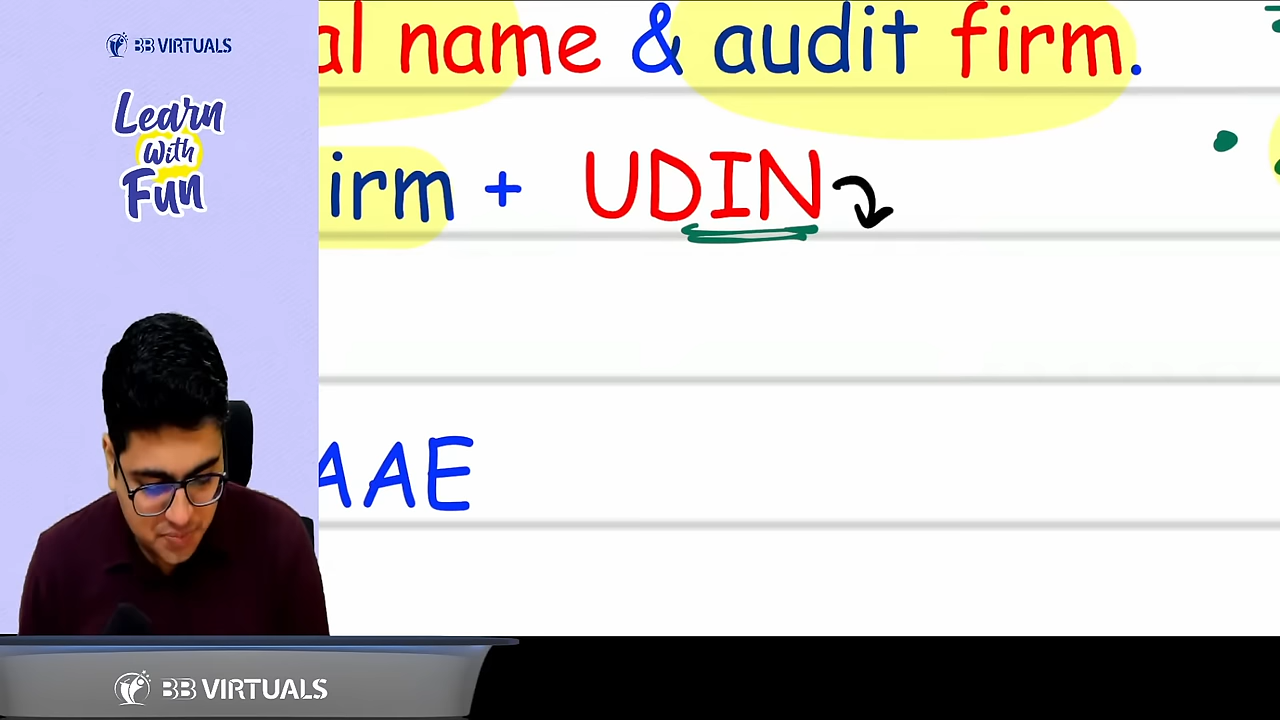 BB VIRTUALS
Learn
with
Fun
al name & audit firm.
irm + UDIN
AAE
BB VIRTUALS